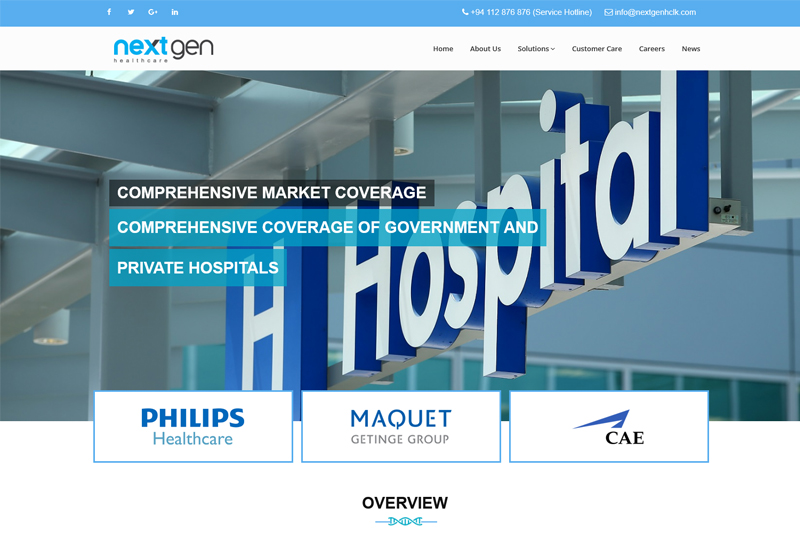 +94 112 876 876 (Service Hotline) info@nextgenhclk.com
nextgen
healthcare
Home About Us Solutions Customer Care Careers News
Hospital
COMPREHENSIVE MARKET COVERAGE
COMPREHENSIVE COVERAGE OF GOVERNMENT AND
PRIVATE HOSPITALS
H
PHILIPS
Healthcare
MAQUET
GETINGE GROUP
CAE
OVERVIEW